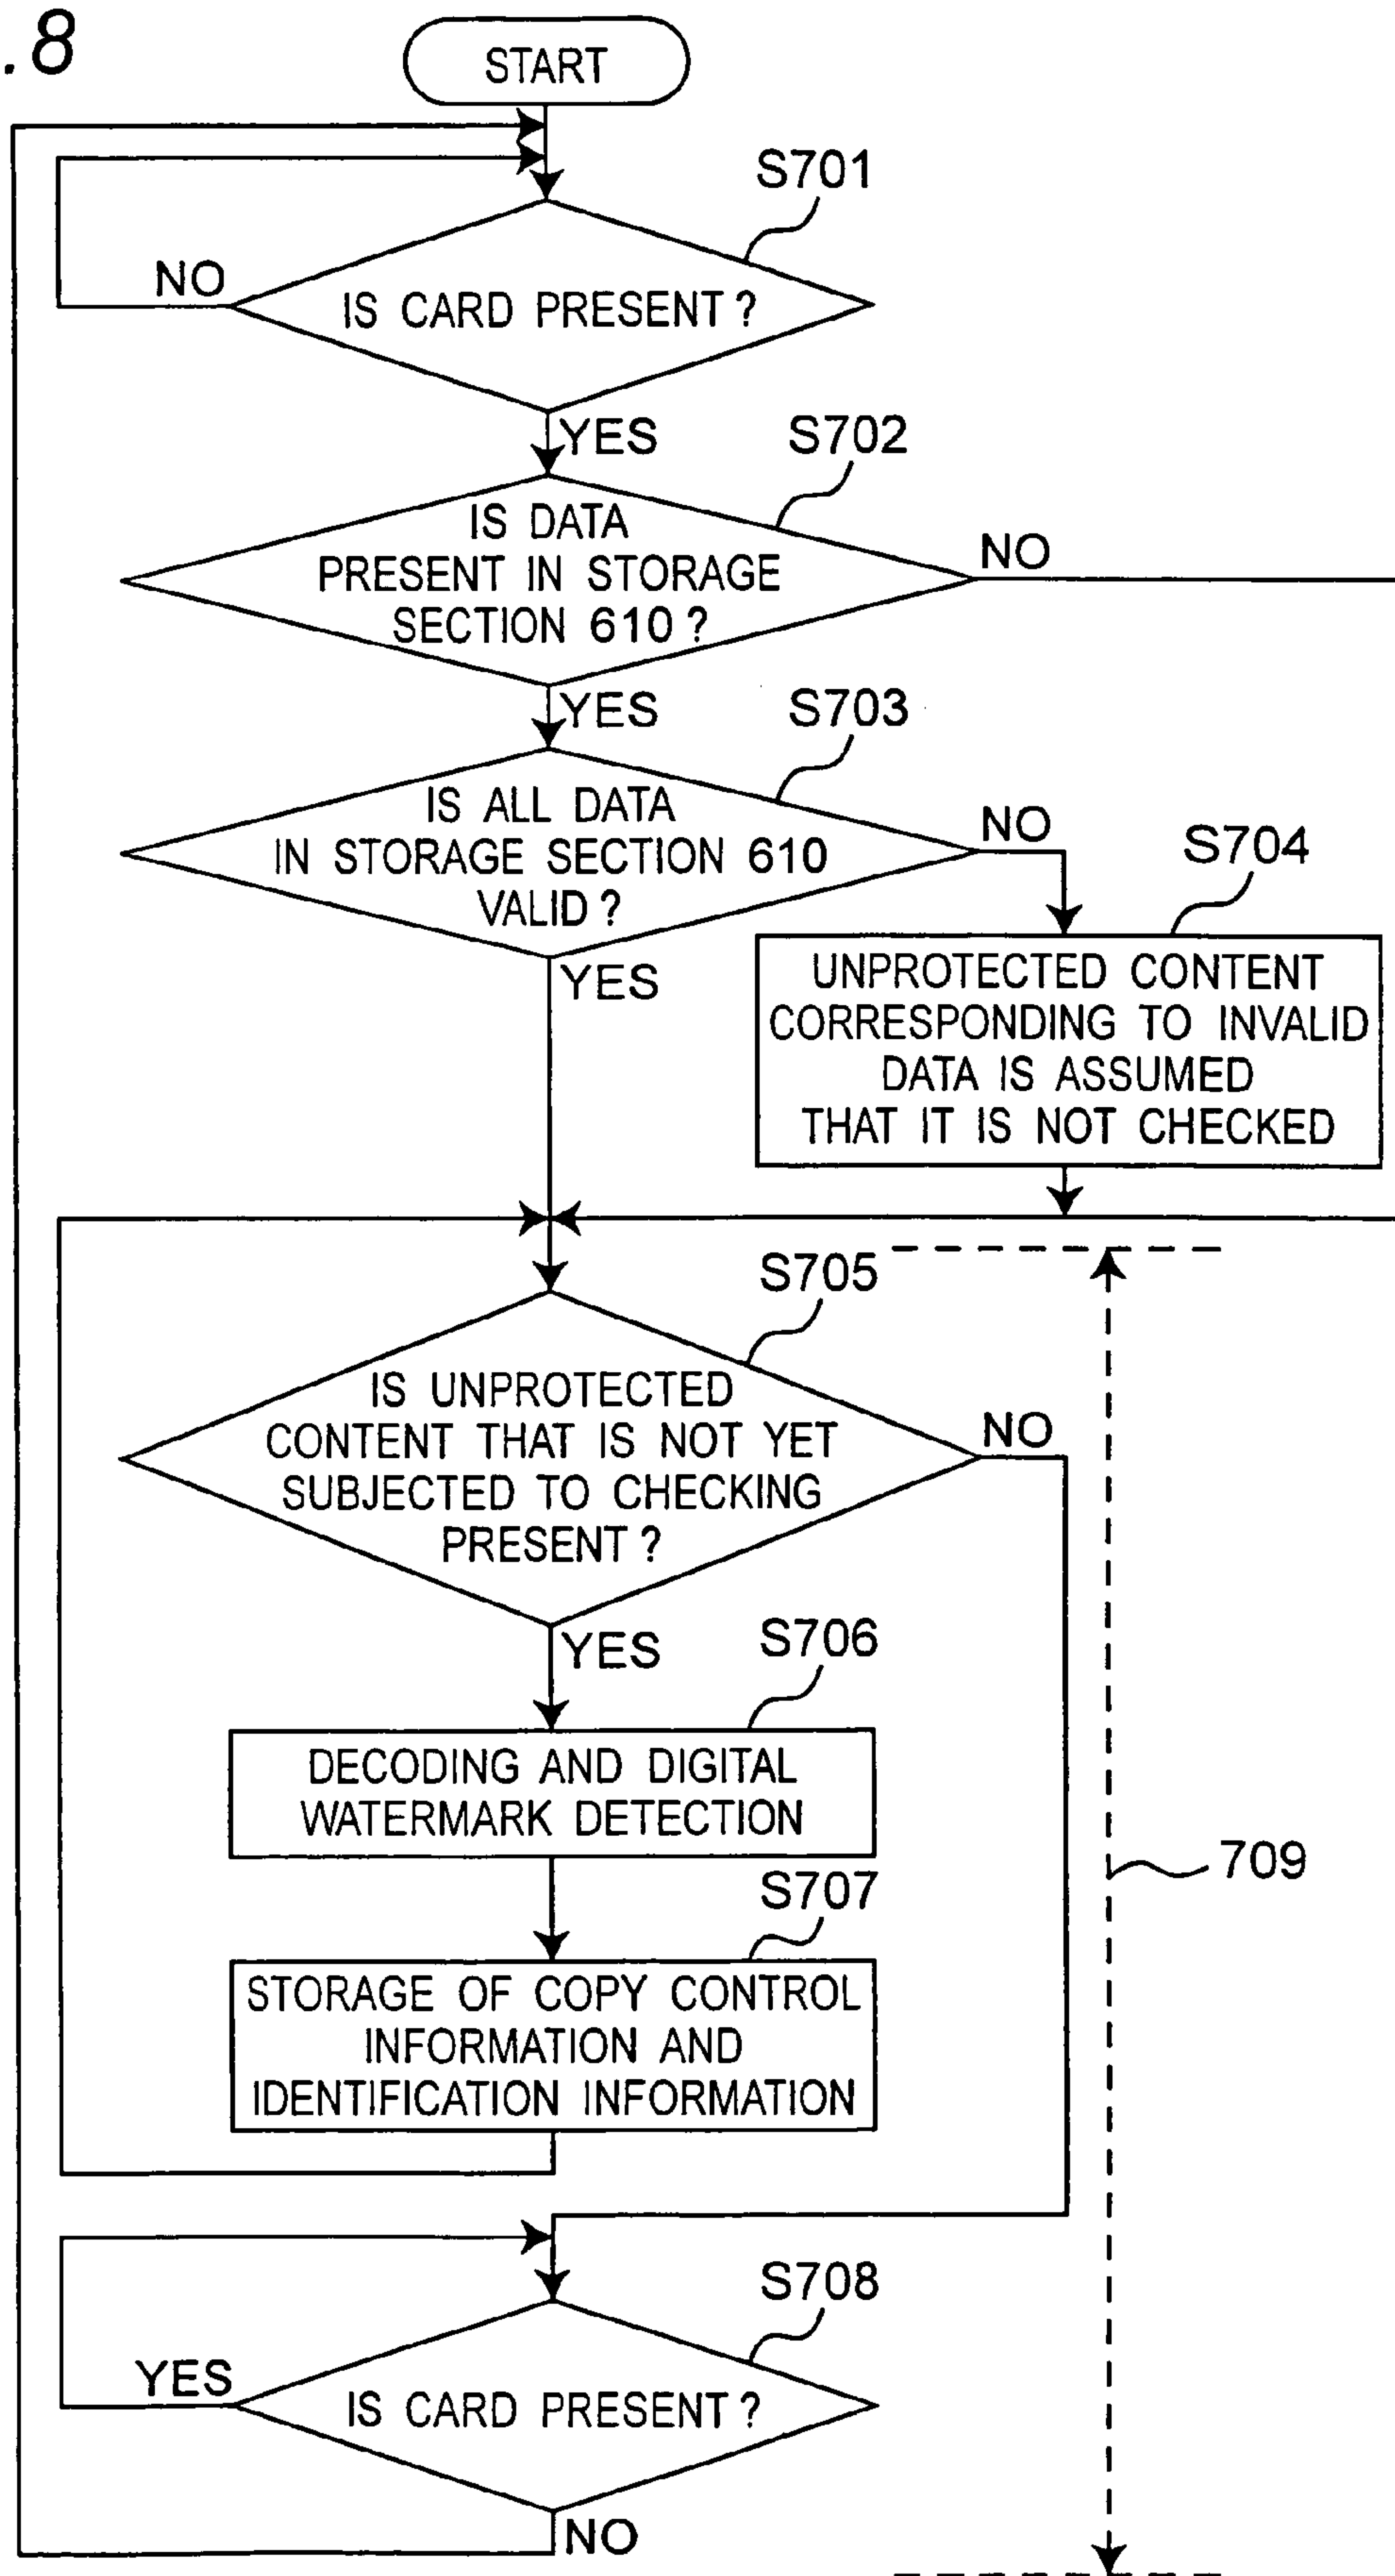 .8
START
S701
NO
IS CARD PRESENT?
YES
S702
IS DATA
PRESENT IN STORAGE
SECTION 610?
NO
YES
S703
IS ALL DATA
IN STORAGE SECTION 610
VALID?
NO
S704
YES
UNPROTECTED CONTENT
CORRESPONDING TO INVALID
DATA IS ASSUMED
THAT IT IS NOT CHECKED
S705
IS UNPROTECTED
CONTENT THAT IS NOT YET
SUBJECTED TO CHECKING
PRESENT?
NO
YES
S706
DECODING AND DIGITAL
WATERMARK DETECTION
709
S707
STORAGE OF COPY CONTROL
INFORMATION AND
IDENTIFICATION INFORMATION
S708
YES
IS CARD PRESENT?
NO